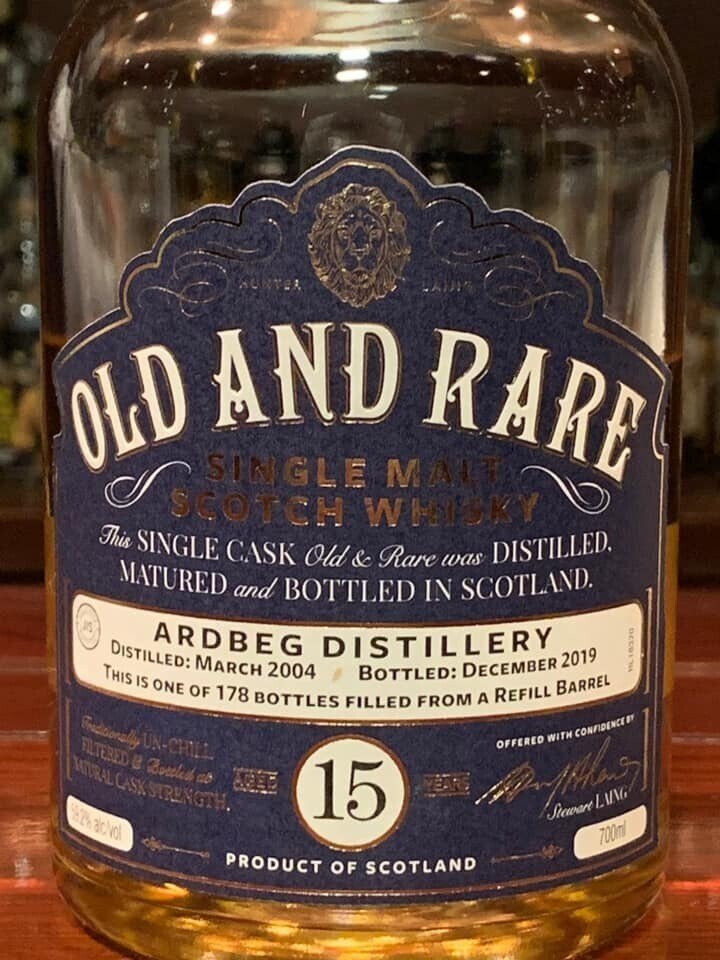 HUNTER LAING
OLD AND RARE
SINGLE MALT
SCOTCH WHISKY
This SINGLE CASK Old & Rare was DISTILLED,
MATURED and BOTTLED IN SCOTLAND.
ARDBEG DISTILLERY
DISTILLED: MARCH 2004 BOTTLED: DECEMBER 2019
THIS IS ONE OF 178 BOTTLES FILLED FROM A REFILL BARREL
HL18320
Traditionally UN-CHILL
FILTERED & Bottled at
NATURAL CASK STRENGTH.
AGED 15 YEARS
OFFERED WITH CONFIDENCE BY
Stewart LAING
59.2% alc/vol
700ml
PRODUCT OF SCOTLAND